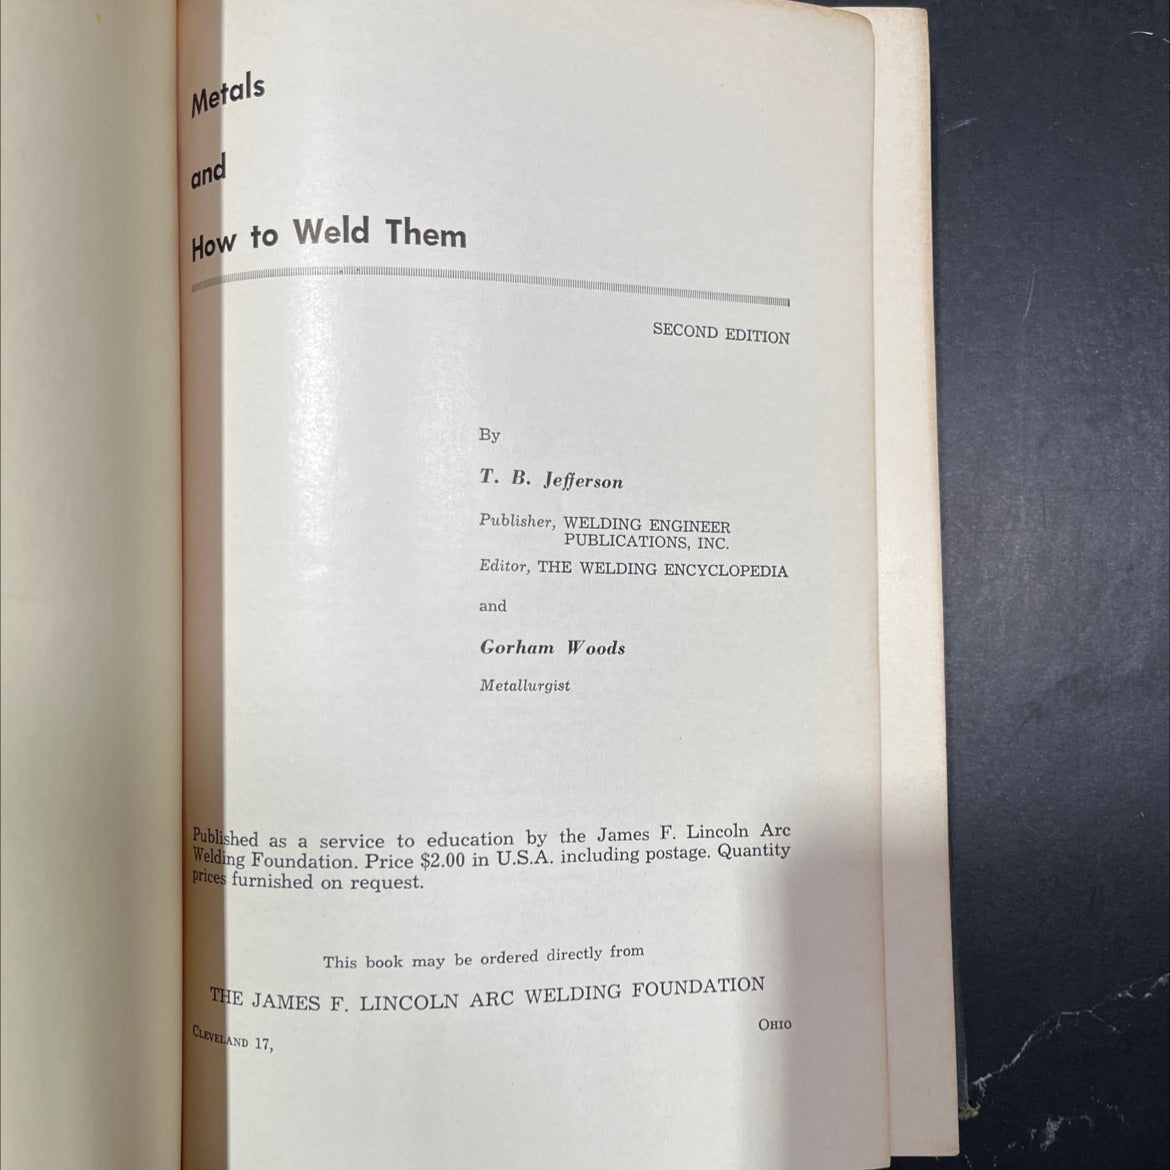 Metals
and
How to Weld Them
SECOND EDITION
By
T. B. Jefferson
Publisher, WELDING ENGINEER
PUBLICATIONS, INC.
Editor, THE WELDING ENCYCLOPEDIA
and
Gorham Woods
Metallurgist
Published as a service to education by the James F. Lincoln Arc
Welding Foundation. Price $2.00 in U.S.A. including postage. Quantity
prices furnished on request.
This book may be ordered directly from
THE JAMES F. LINCOLN ARC WELDING FOUNDATION
CLEVELAND 17, OHIO